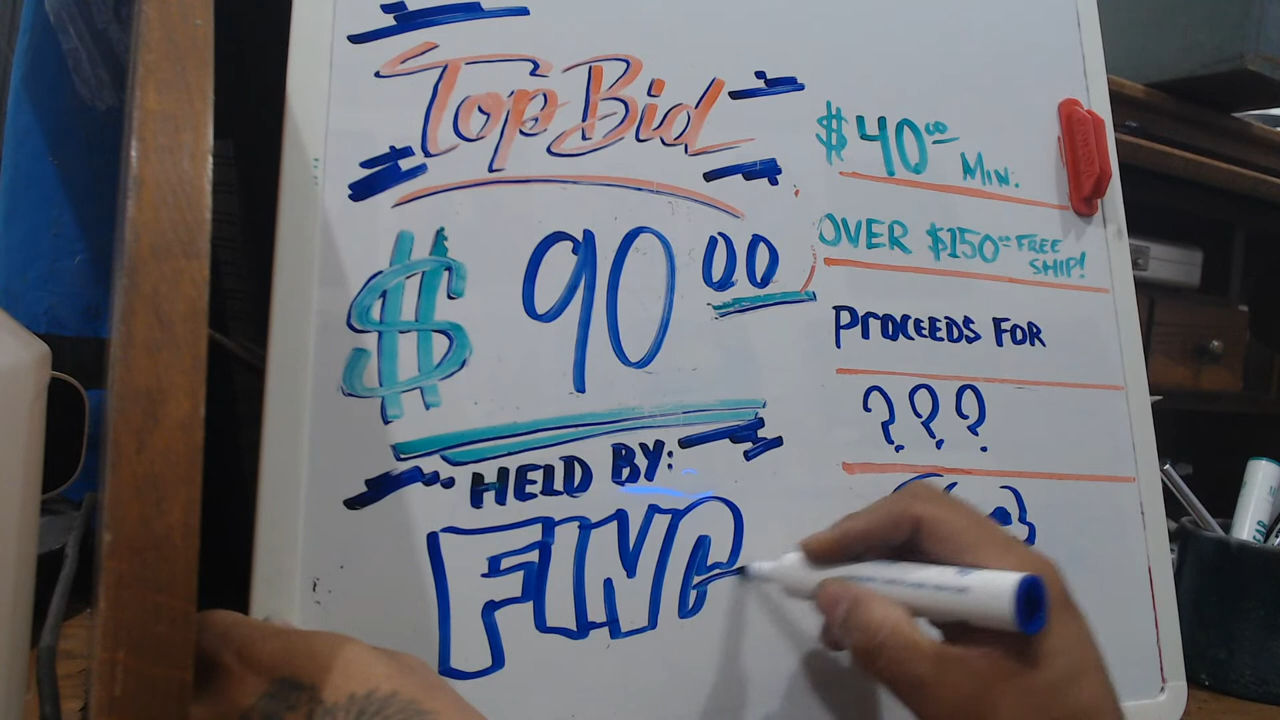 Top Bid
$ 90 00
HELD BY:
FING
$40 00 MIN.
OVER $150 00 FREE
SHIP!
PROCEEDS FOR
???